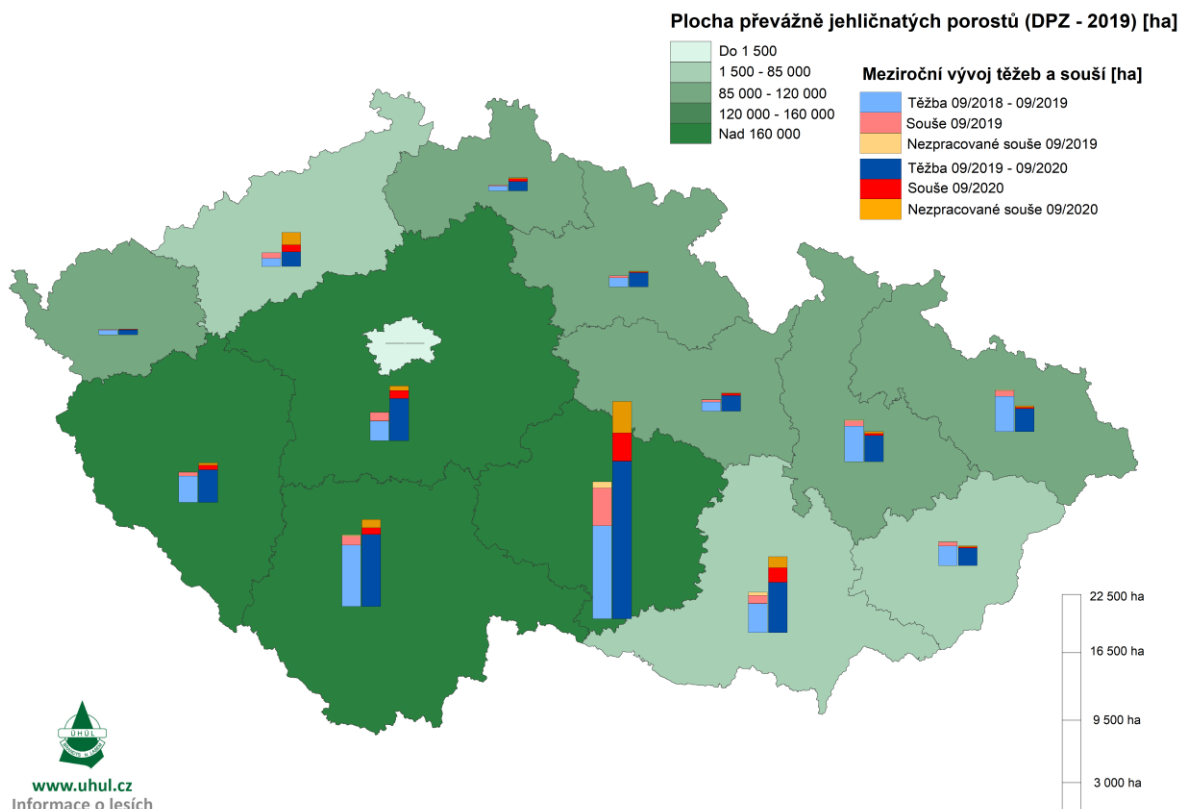 Plocha převážně jehličnatých porostů (DPZ - 2019) [ha]
Do 1 500
1 500 - 85 000
85 000 - 120 000
120 000 - 160 000
Nad 160 000
Meziroční vývoj těžeb a souší [ha]
Těžba 09/2018 - 09/2019
Souše 09/2019
Nezpracované souše 09/2019
Těžba 09/2019 - 09/2020
Souše 09/2020
Nezpracované souše 09/2020
22 500 ha
16 500 ha
9 500 ha
3 000 ha
ÚHÚL
www.uhul.cz
Informace o lesích